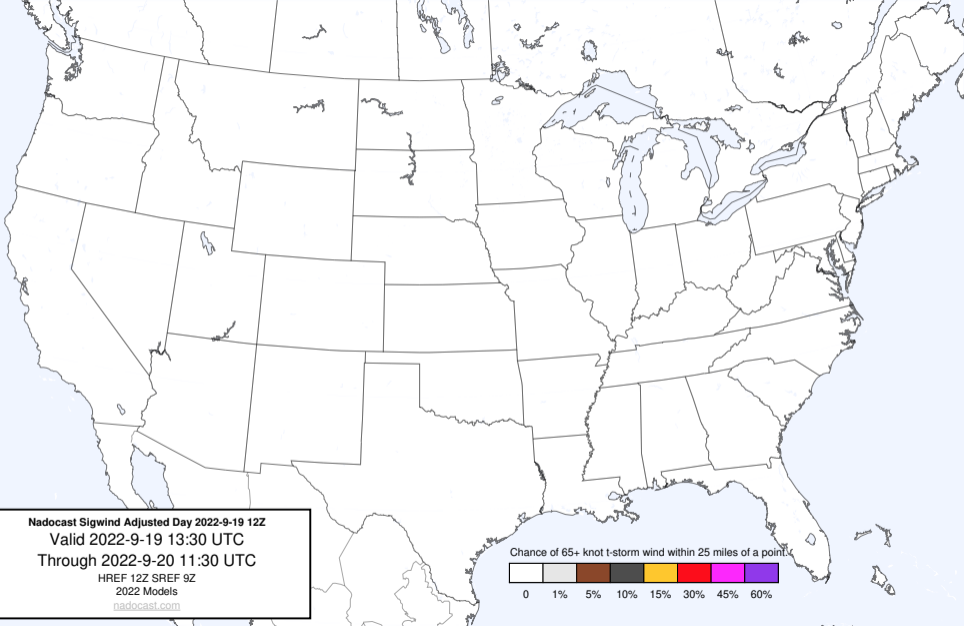 Nadocast Sigwind Adjusted Day 2022-9-19 12Z
Valid 2022-9-19 13:30 UTC
Through 2022-9-20 11:30 UTC
HREF 12Z SREF 9Z
2022 Models
nadocast.com
Chance of 65+ knot t-storm wind within 25 miles of a point.
0 1% 5% 10% 15% 30% 45% 60%